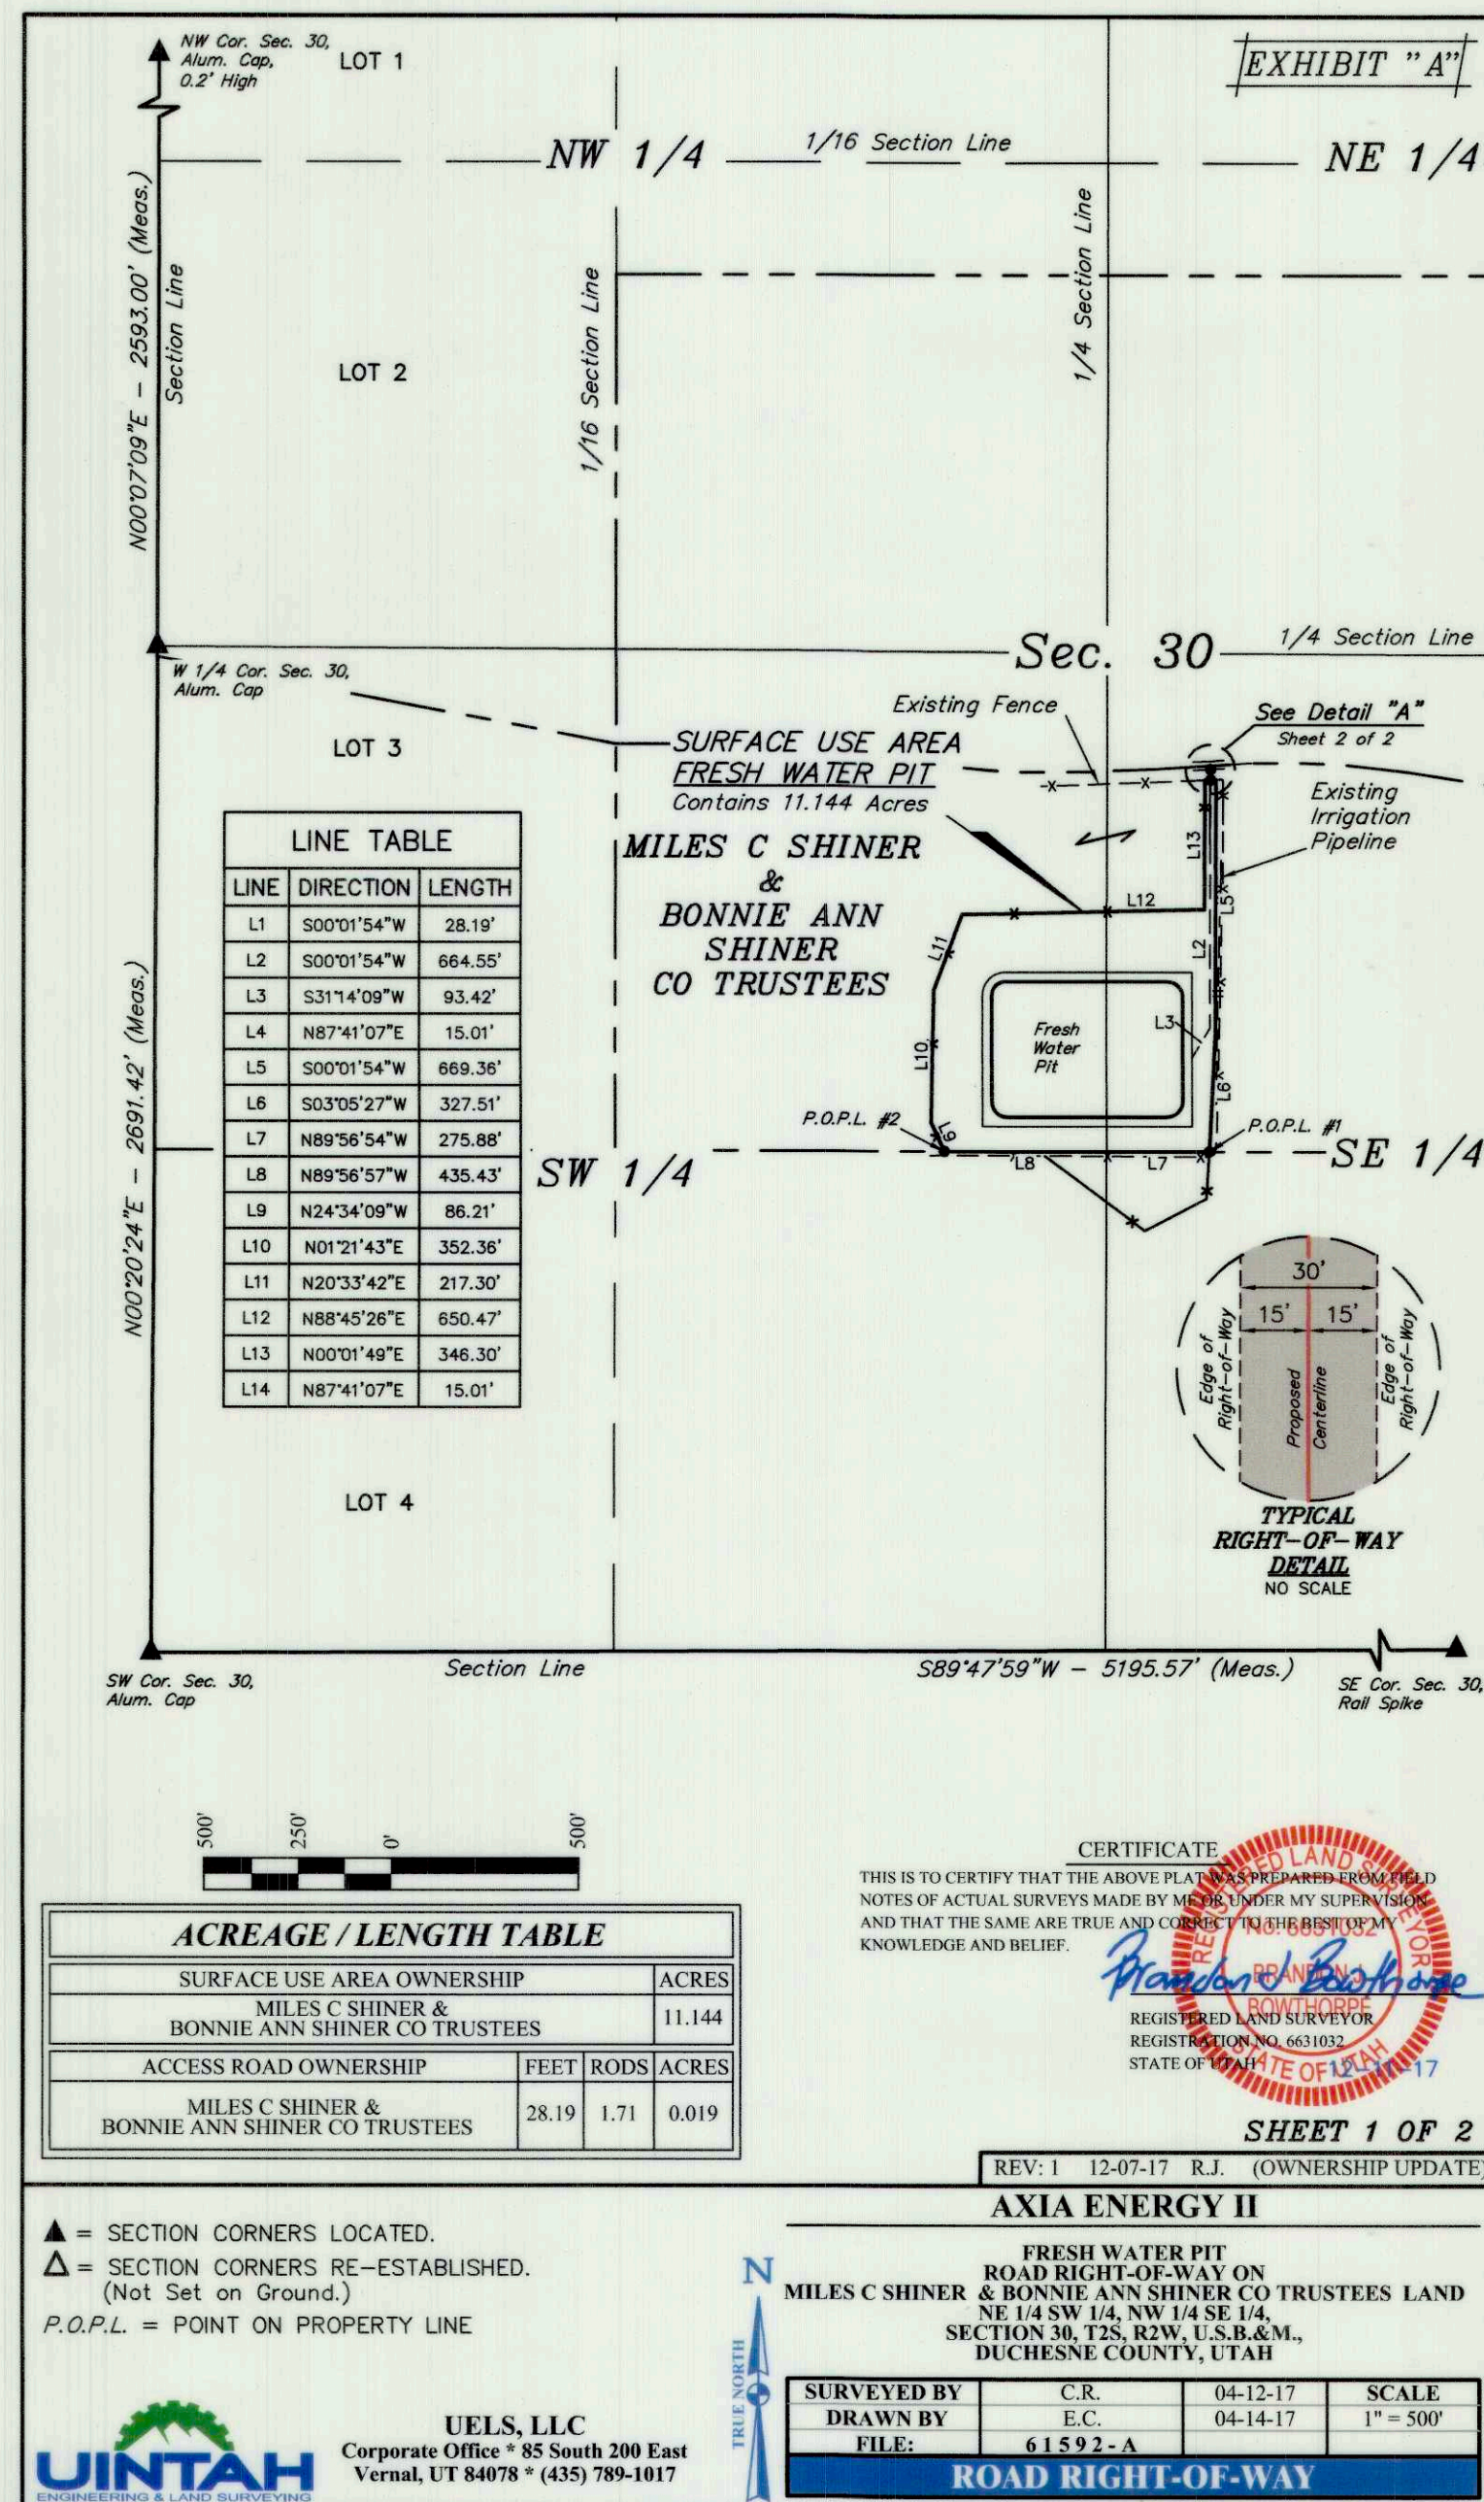 EXHIBIT "A"
NW Cor. Sec. 30,
Alum. Cap,
0.2' High
LOT 1
NW 1/4
1/16 Section Line
NE 1/4
N00°07'09"E - 2593.00' (Meas.)
Section Line
LOT 2
1/16 Section Line
1/4 Section Line
Sec. 30
1/4 Section Line
W 1/4 Cor. Sec. 30,
Alum. Cap
LOT 3
Existing Fence
See Detail "A"
Sheet 2 of 2
SURFACE USE AREA
FRESH WATER PIT
Contains 11.144 Acres
Existing
Irrigation
Pipeline
MILES C SHINER
&
BONNIE ANN
SHINER
CO TRUSTEES
L13
L12
L5
L2
L11
L3
L10
L6
L9
L8
L7
Fresh
Water
Pit
P.O.P.L. #2
P.O.P.L. #1
SW 1/4
SE 1/4
LINE TABLE
LINE DIRECTION LENGTH
L1 S00°01'54"W 28.19'
L2 S00°01'54"W 664.55'
L3 S31°14'09"W 93.42'
L4 N87°41'07"E 15.01'
L5 S00°01'54"W 669.36'
L6 S03°05'27"W 327.51'
L7 N89°56'54"W 275.88'
L8 N89°56'57"W 435.43'
L9 N24°34'09"W 86.21'
L10 N01°21'43"E 352.36'
L11 N20°33'42"E 217.30'
L12 N88°45'26"E 650.47'
L13 N00°01'49"E 346.30'
L14 N87°41'07"E 15.01'
N00°20'24"E - 2691.42' (Meas.)
LOT 4
30'
15' 15'
Edge of
Right-of-Way
Proposed
Centerline
Edge of
Right-of-Way
TYPICAL
RIGHT-OF-WAY
DETAIL
NO SCALE
SW Cor. Sec. 30,
Alum. Cap
Section Line
S89°47'59"W - 5195.57' (Meas.)
SE Cor. Sec. 30,
Rail Spike
500' 250' 0' 500'
ACREAGE / LENGTH TABLE
SURFACE USE AREA OWNERSHIP ACRES
MILES C SHINER &
BONNIE ANN SHINER CO TRUSTEES 11.144
ACCESS ROAD OWNERSHIP FEET RODS ACRES
MILES C SHINER &
BONNIE ANN SHINER CO TRUSTEES 28.19 1.71 0.019
CERTIFICATE
THIS IS TO CERTIFY THAT THE ABOVE PLAT WAS PREPARED FROM FIELD
NOTES OF ACTUAL SURVEYS MADE BY ME OR UNDER MY SUPERVISION
AND THAT THE SAME ARE TRUE AND CORRECT TO THE BEST OF MY
KNOWLEDGE AND BELIEF.
Brandon J Bowthorpe
REGISTERED LAND SURVEYOR
REGISTRATION NO. 6631032
STATE OF UTAH
REGISTERED LAND SURVEYOR
No. 6631032
BRANDON J.
BOWTHORPE
STATE OF UTAH
SHEET 1 OF 2
REV: 1 12-07-17 R.J. (OWNERSHIP UPDATE)
▲ = SECTION CORNERS LOCATED.
△ = SECTION CORNERS RE-ESTABLISHED.
(Not Set on Ground.)
P.O.P.L. = POINT ON PROPERTY LINE
AXIA ENERGY II
FRESH WATER PIT
ROAD RIGHT-OF-WAY ON
MILES C SHINER & BONNIE ANN SHINER CO TRUSTEES LAND
NE 1/4 SW 1/4, NW 1/4 SE 1/4,
SECTION 30, T2S, R2W, U.S.B.&M.,
DUCHESNE COUNTY, UTAH
N
TRUE NORTH
SURVEYED BY C.R. 04-12-17 SCALE
DRAWN BY E.C. 04-14-17 1" = 500'
FILE: 61592-A
ROAD RIGHT-OF-WAY
UINTAH
ENGINEERING & LAND SURVEYING
UELS, LLC
Corporate Office * 85 South 200 East
Vernal, UT 84078 * (435) 789-1017